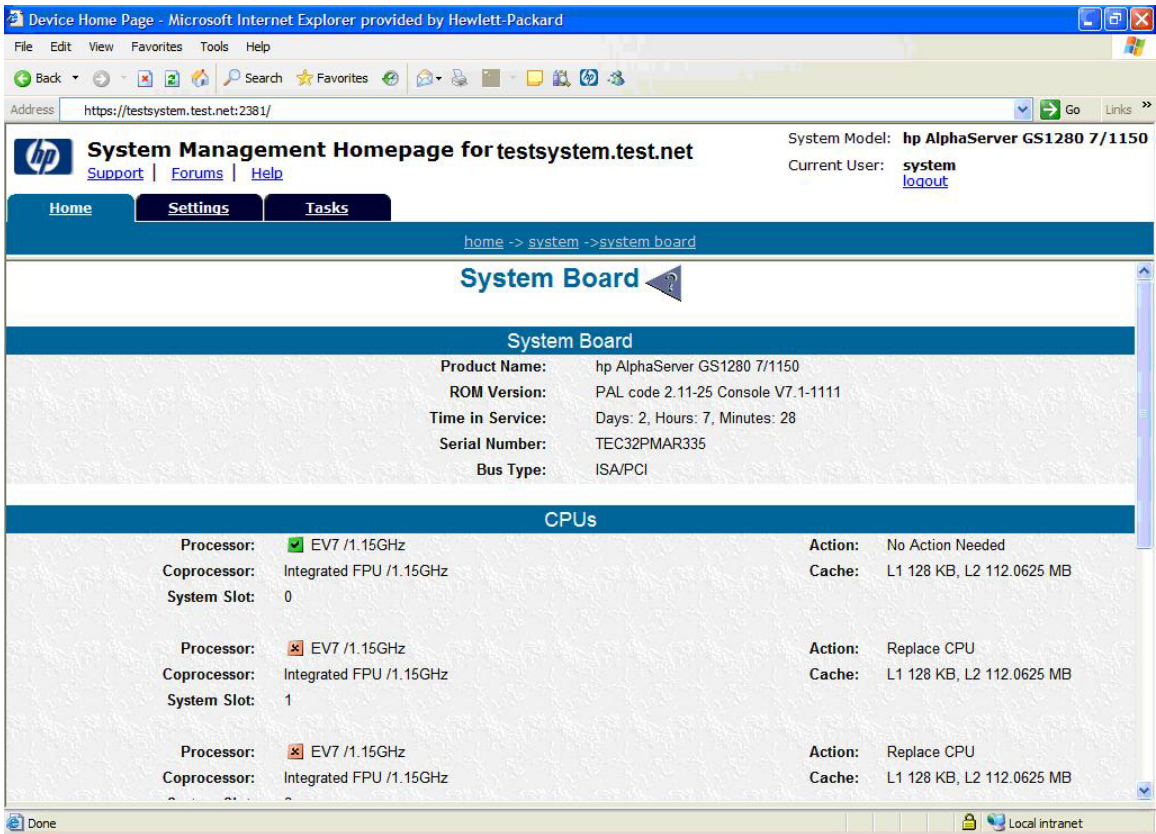 Device Home Page - Microsoft Internet Explorer provided by Hewlett-Packard
File Edit View Favorites Tools Help
Back Search Favorites
Address https://testsystem.test.net:2381/ Go Links »
hp
System Management Homepage for testsystem.test.net
Support | Forums | Help
System Model: hp AlphaServer GS1280 7/1150
Current User: system
logout
Home Settings Tasks
home -> system ->system board
System Board ?
System Board
Product Name: hp AlphaServer GS1280 7/1150
ROM Version: PAL code 2.11-25 Console V7.1-1111
Time in Service: Days: 2, Hours: 7, Minutes: 28
Serial Number: TEC32PMAR335
Bus Type: ISA/PCI
CPUs
Processor: EV7 /1.15GHz Action: No Action Needed
Coprocessor: Integrated FPU /1.15GHz Cache: L1 128 KB, L2 112.0625 MB
System Slot: 0
Processor: EV7 /1.15GHz Action: Replace CPU
Coprocessor: Integrated FPU /1.15GHz Cache: L1 128 KB, L2 112.0625 MB
System Slot: 1
Processor: EV7 /1.15GHz Action: Replace CPU
Coprocessor: Integrated FPU /1.15GHz Cache: L1 128 KB, L2 112.0625 MB
Done Local intranet